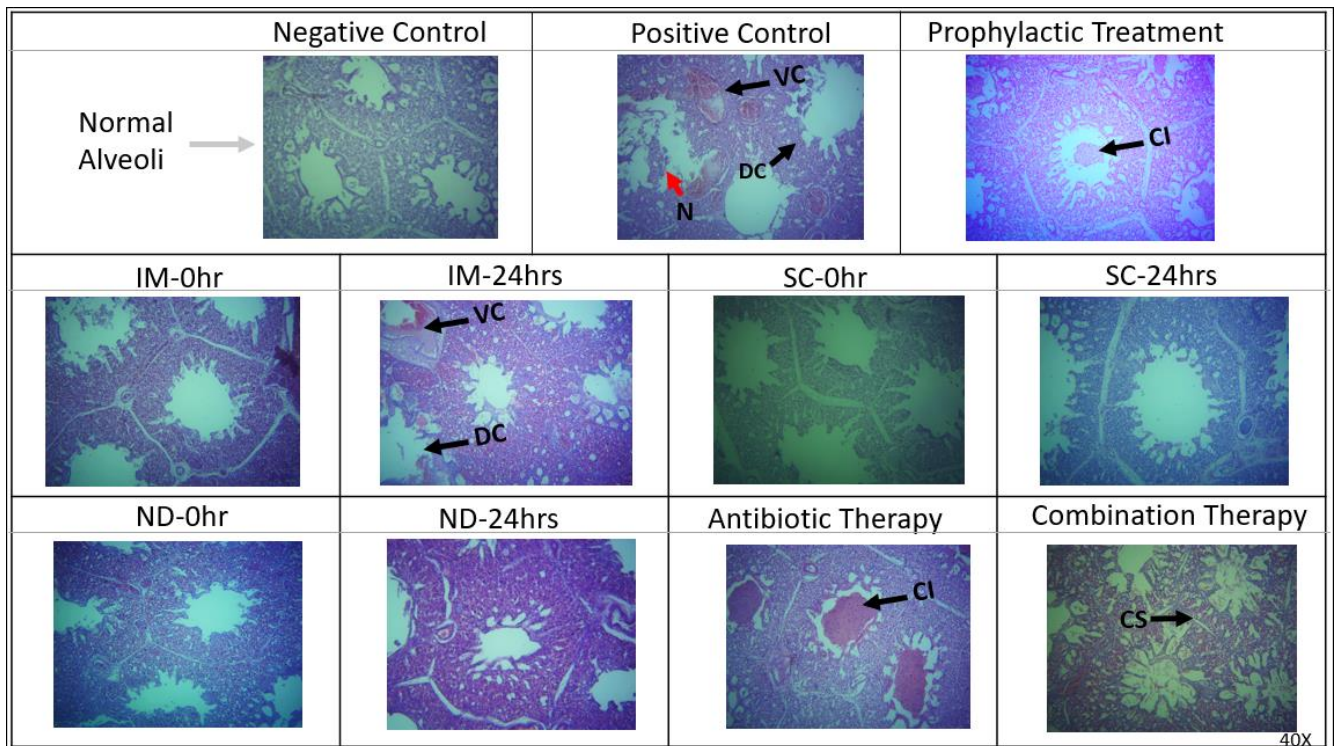 Negative Control
Positive Control
Prophylactic Treatment
Normal
Alveoli
VC
DC
N
CI
IM-0hr
IM-24hrs
SC-0hr
SC-24hrs
VC
DC
ND-0hr
ND-24hrs
Antibiotic Therapy
Combination Therapy
CI
CS
40X